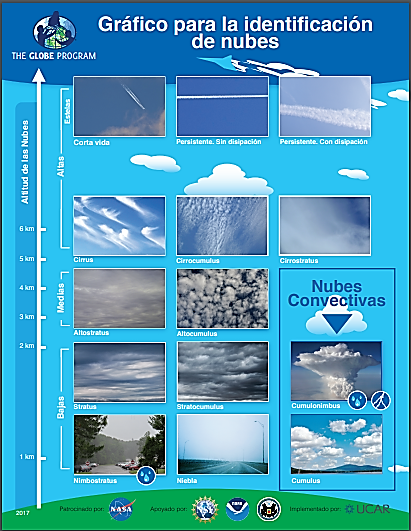 Gráfico para la identificación
de nubes
THE GLOBE PROGRAM
Altitud de las Nubes
Estelas
Altas
Corta vida
Persistente. Sin disipación
Persistente. Con disipación
6 km
Cirrus
Cirrocumulus
Cirrostratus
5 km
4 km
Medias
3 km
Altostratus
Altocumulus
Nubes
Convectivas
2 km
Bajas
Stratus
Stratocumulus
Cumulonimbus
1 km
Nimbostratus
Niebla
Cumulus
2017
Patrocinado por:
NASA
Apoyado por:
NOAA
Implementado por:
UCAR